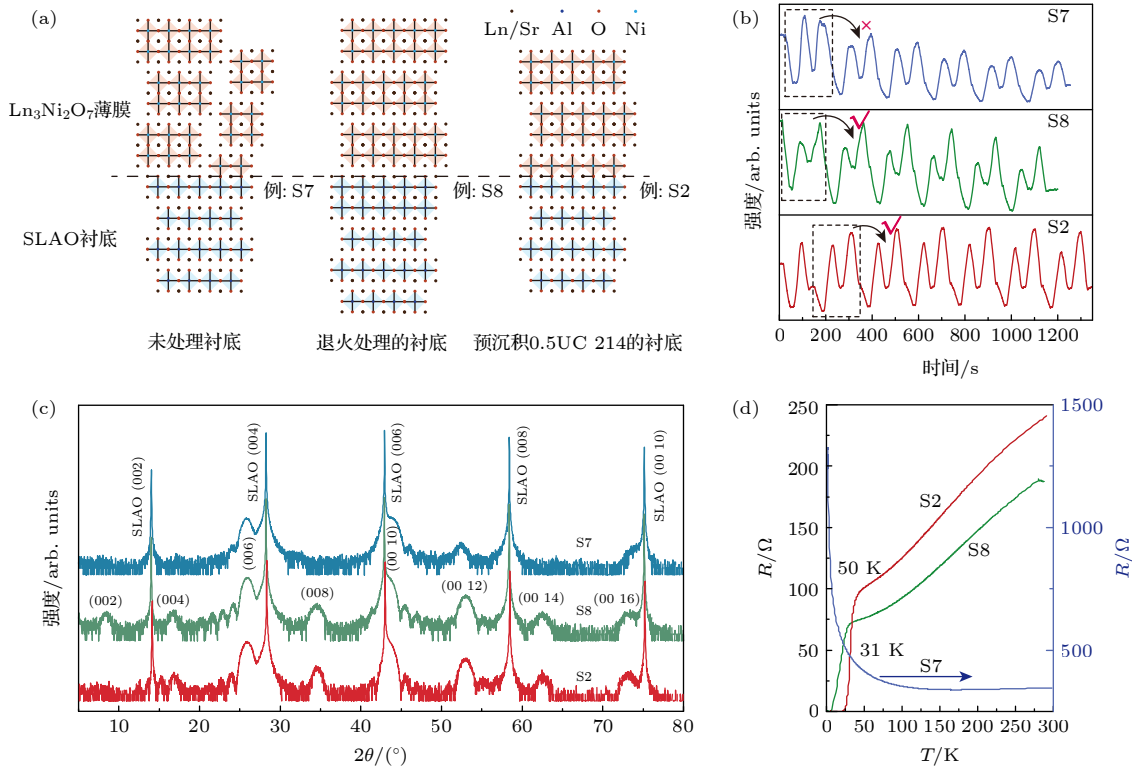 (a)
Ln/Sr Al O Ni
Ln₃Ni₂O₇薄膜
例: S7
例: S8
例: S2
SLAO衬底
未处理衬底
退火处理的衬底
预沉积0.5UC 214的衬底
(b)
S7
×
S8
√
S2
√
强度/arb. units
0 200 400 600 800 1000 1200
时间/s
(c)
SLAO (002)
SLAO (004)
SLAO (006)
SLAO (008)
SLAO (00 10)
S7
(002)
(004)
(006)
(008)
(00 10)
(00 12)
(00 14)
(00 16)
S8
S2
强度/arb. units
10 20 30 40 50 60 70 80
2θ/(°)
(d)
250
200
150
100
50
0
R/Ω
1500
1000
500
R/Ω
S2
S8
50 K
31 K
S7
0 25 50 75 100 125 150 175 200 225 250 275 300
T/K